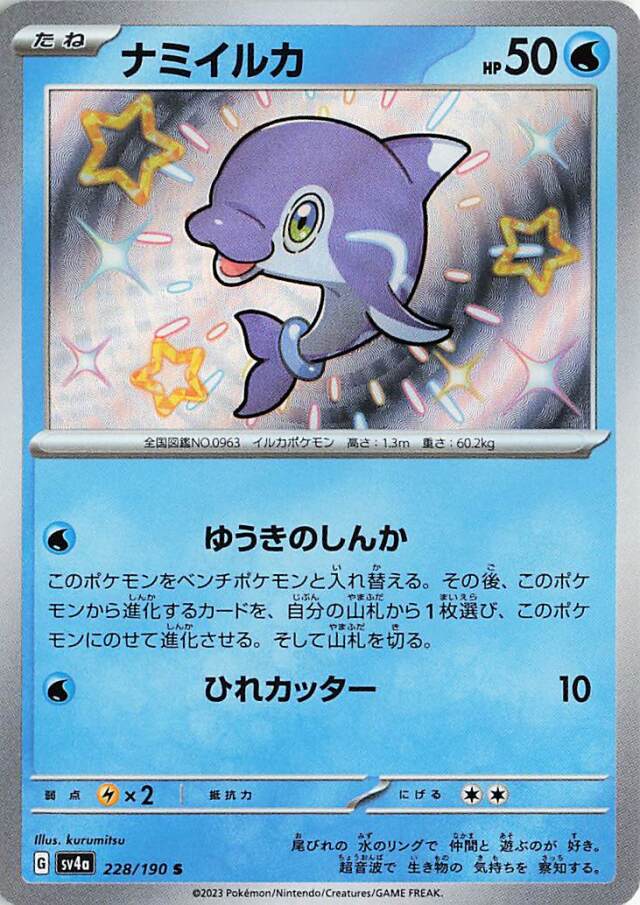 たね ナミイルカ HP50
全国図鑑NO.0963 イルカポケモン 高さ:1.3m 重さ:60.2kg
ゆうきのしんか
このポケモンをベンチポケモンと入れ替える。その後、このポケ
モンから進化するカードを、自分の山札から1枚選び、このポケ
モンにのせて進化させる。そして山札を切る。
ひれカッター 10
弱点 ×2 抵抗力 にげる
Illus. kurumitsu
尾びれの 水のリングで 仲間と 遊ぶのが 好き。
超音波で 生き物の 気持ちを 察知する。
G sv4a 228/190 S
©2023 Pokémon/Nintendo/Creatures/GAME FREAK.